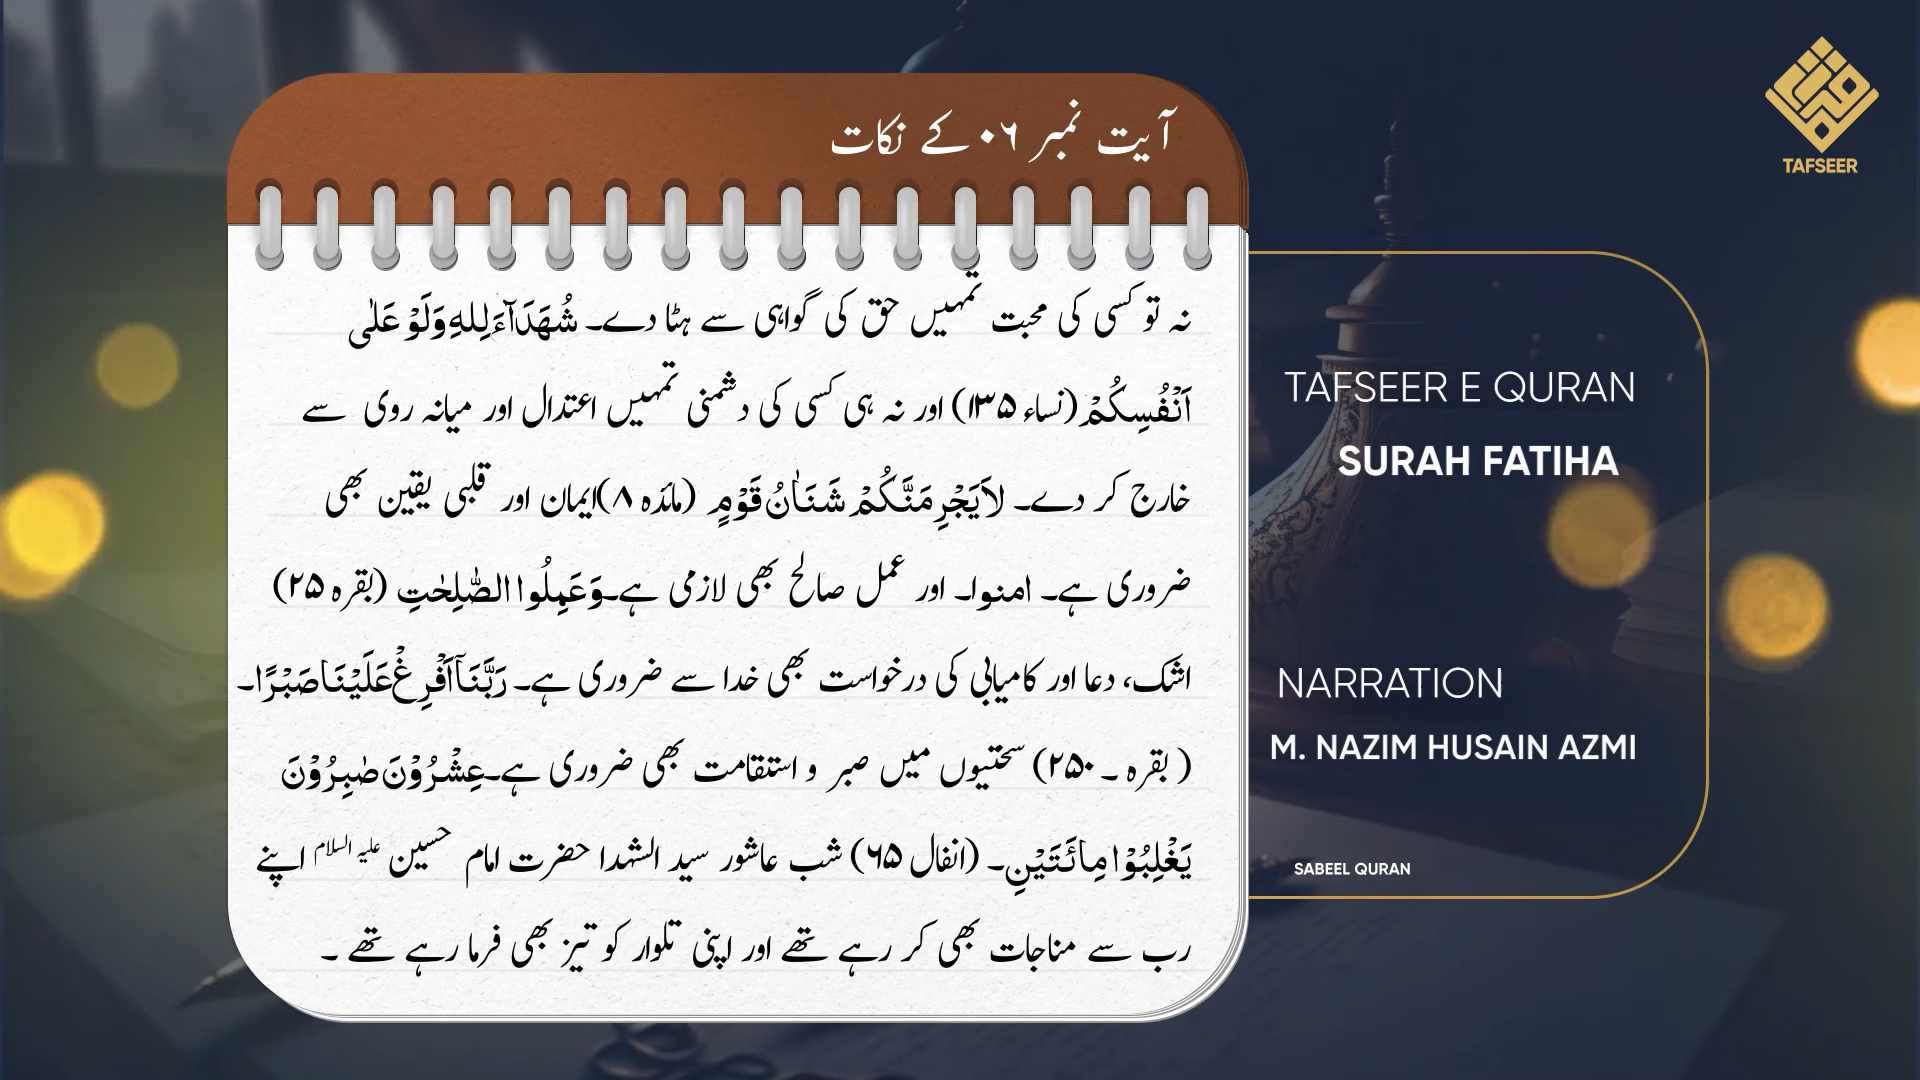 آیت نمبر ۰۶ کے نکات
نہ تو کسی کی محبت تمہیں حق کی گواہی سے ہٹا دے۔ شُهَدَآءَ لِلهِ وَلَوْ عَلٰى
اَنْفُسِكُمْ (نساء ۱۳۵) اور نہ ہی کسی کی دشمنی تمہیں اعتدال اور میانہ روی سے
خارج کر دے۔ لاَيَجْرِمَنَّكُمْ شَنَاٰنُ قَوْمٍ (مائدہ ۸) ایمان اور قلبی یقین بھی
ضروری ہے۔ امنوا۔ اور عمل صالح بھی لازمی ہے۔ وَعَمِلُوا الصّٰلِحٰتِ (بقرہ ۲۵)
اشک، دعا اور کامیابی کی درخواست بھی خدا سے ضروری ہے۔ رَبَّنَآ اَفْرِغْ عَلَيْنَا صَبْرًا۔
( بقرہ ۔ ۲۵۰) سختیوں میں صبر و استقامت بھی ضروری ہے۔ عِشْرُوْنَ صٰبِرُوْنَ
يَغْلِبُوْا مِائَتَيْنِ۔ (انفال ۶۵) شب عاشور سید الشہدا حضرت امام حسین علیہ السلام اپنے
رب سے مناجات بھی کر رہے تھے اور اپنی تلوار کو تیز بھی فرما رہے تھے ۔
TAFSEER
TAFSEER E QURAN
SURAH FATIHA
NARRATION
M. NAZIM HUSAIN AZMI
SABEEL QURAN